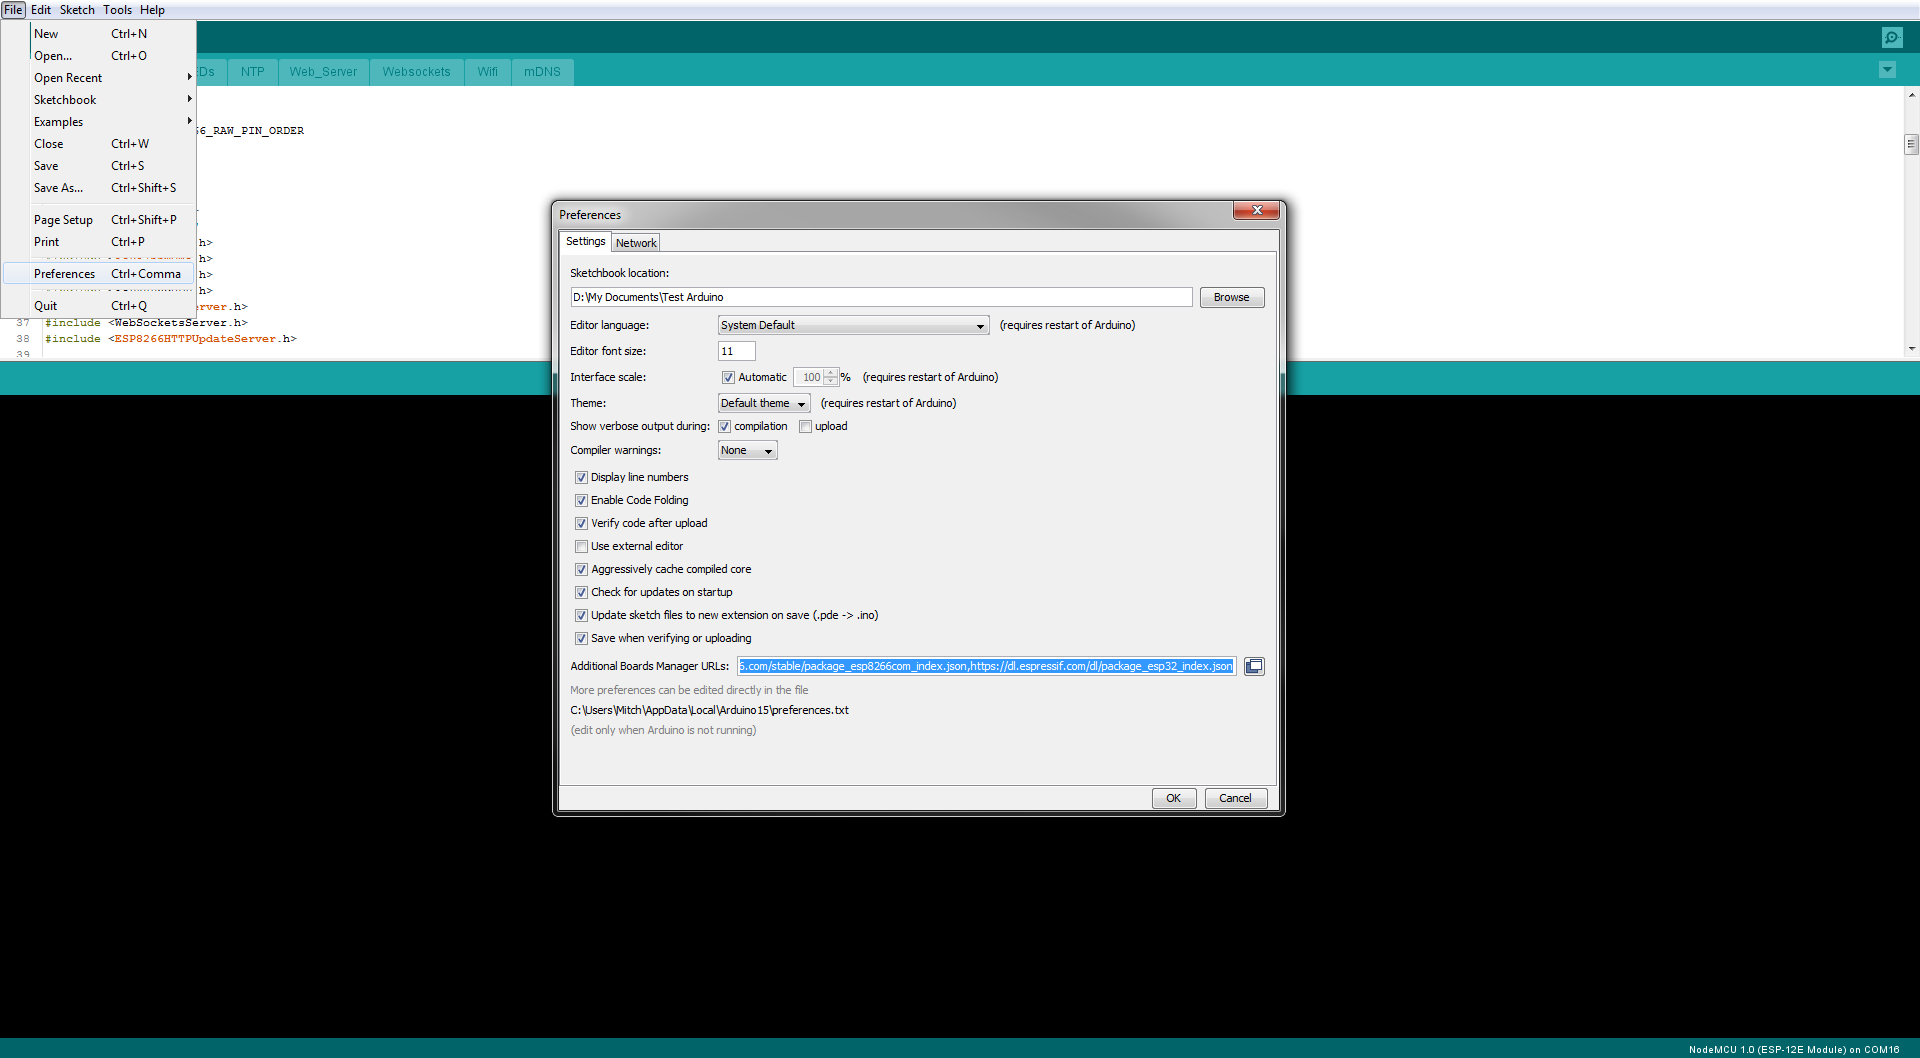 File Edit Sketch Tools Help
New Ctrl+N
Open... Ctrl+O
Open Recent
Sketchbook
Examples
Close Ctrl+W
Save Ctrl+S
Save As... Ctrl+Shift+S
Page Setup Ctrl+Shift+P
Print Ctrl+P
Preferences Ctrl+Comma
Quit Ctrl+Q
EDs NTP Web_Server Websockets Wifi mDNS
6_RAW_PIN_ORDER
h>
h>
h>
h>
erver.h>
37 #include <WebSocketsServer.h>
38 #include <ESP8266HTTPUpdateServer.h>
39
Preferences
Settings Network
Sketchbook location:
D:\My Documents\Test Arduino Browse
Editor language: System Default (requires restart of Arduino)
Editor font size: 11
Interface scale: Automatic 100 % (requires restart of Arduino)
Theme: Default theme (requires restart of Arduino)
Show verbose output during: compilation upload
Compiler warnings: None
Display line numbers
Enable Code Folding
Verify code after upload
Use external editor
Aggressively cache compiled core
Check for updates on startup
Update sketch files to new extension on save (.pde -> .ino)
Save when verifying or uploading
Additional Boards Manager URLs: 6.com/stable/package_esp8266com_index.json,https://dl.espressif.com/dl/package_esp32_index.json
More preferences can be edited directly in the file
C:\Users\Mitch\AppData\Local\Arduino15\preferences.txt
(edit only when Arduino is not running)
OK Cancel
NodeMCU 1.0 (ESP-12E Module) on COM16